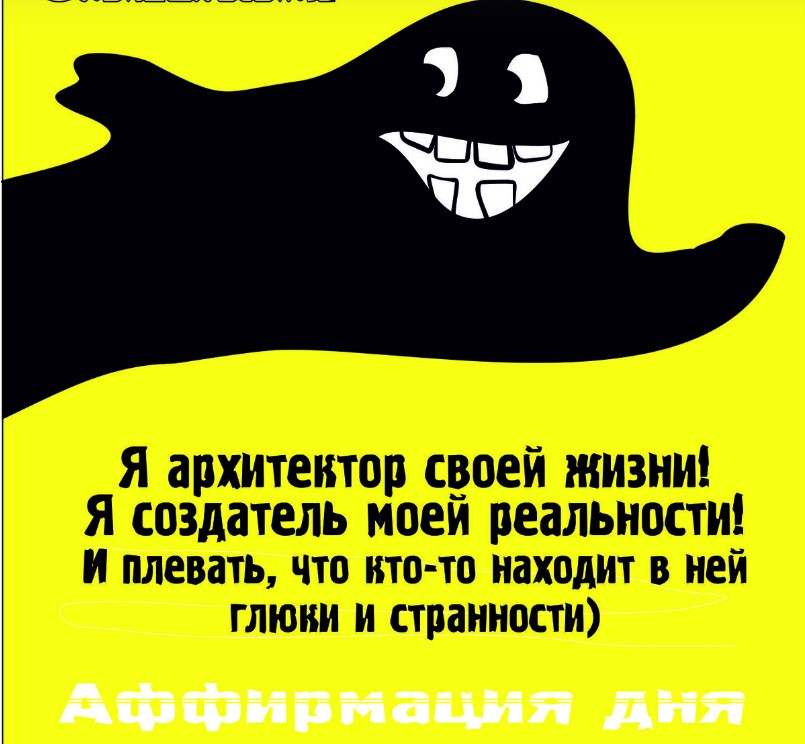 Я архитектор своей жизни!
Я создатель моей реальности!
И плевать, что кто-то находит в ней
глюки и странности)
Аффирмация дня